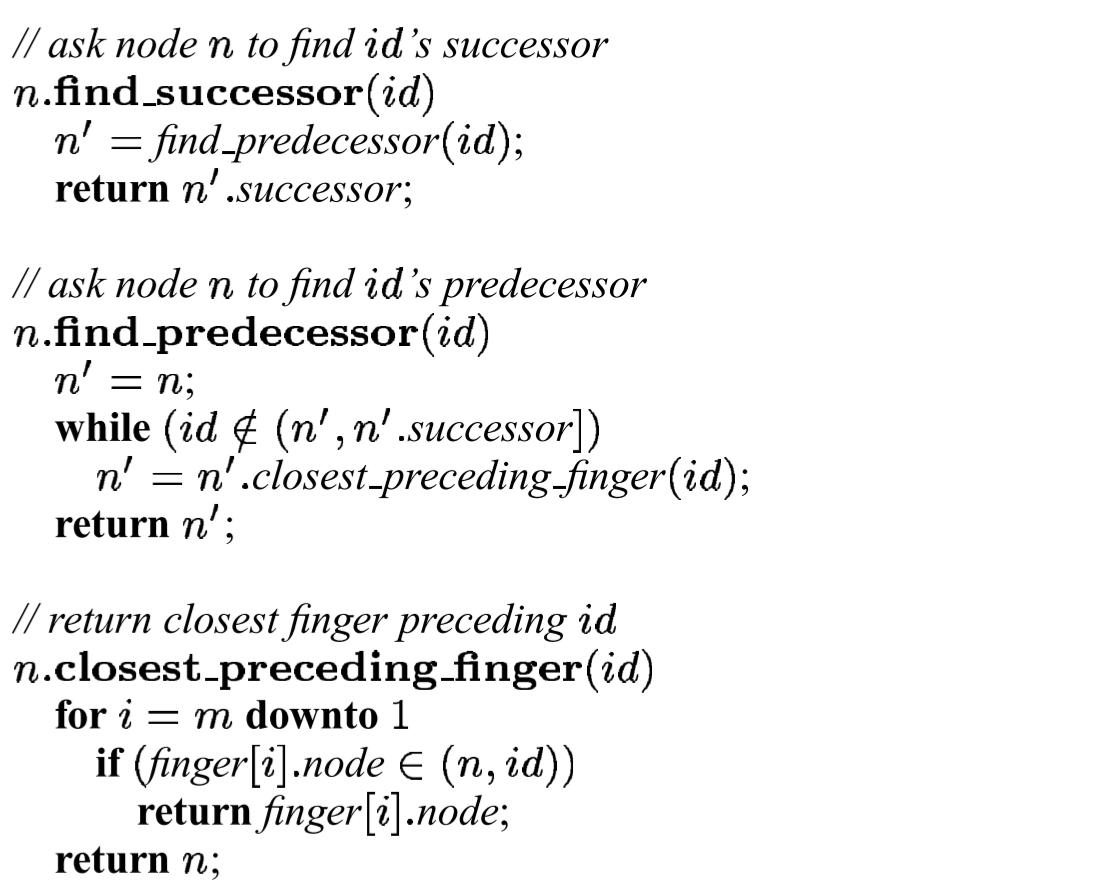 // ask node n to find id's successor
n.find_successor(id)
n′ = find_predecessor(id);
return n′.successor;
// ask node n to find id's predecessor
n.find_predecessor(id)
n′ = n;
while (id ∉ (n′, n′.successor])
n′ = n′.closest_preceding_finger(id);
return n′;
// return closest finger preceding id
n.closest_preceding_finger(id)
for i = m downto 1
if (finger[i].node ∈ (n, id))
return finger[i].node;
return n;